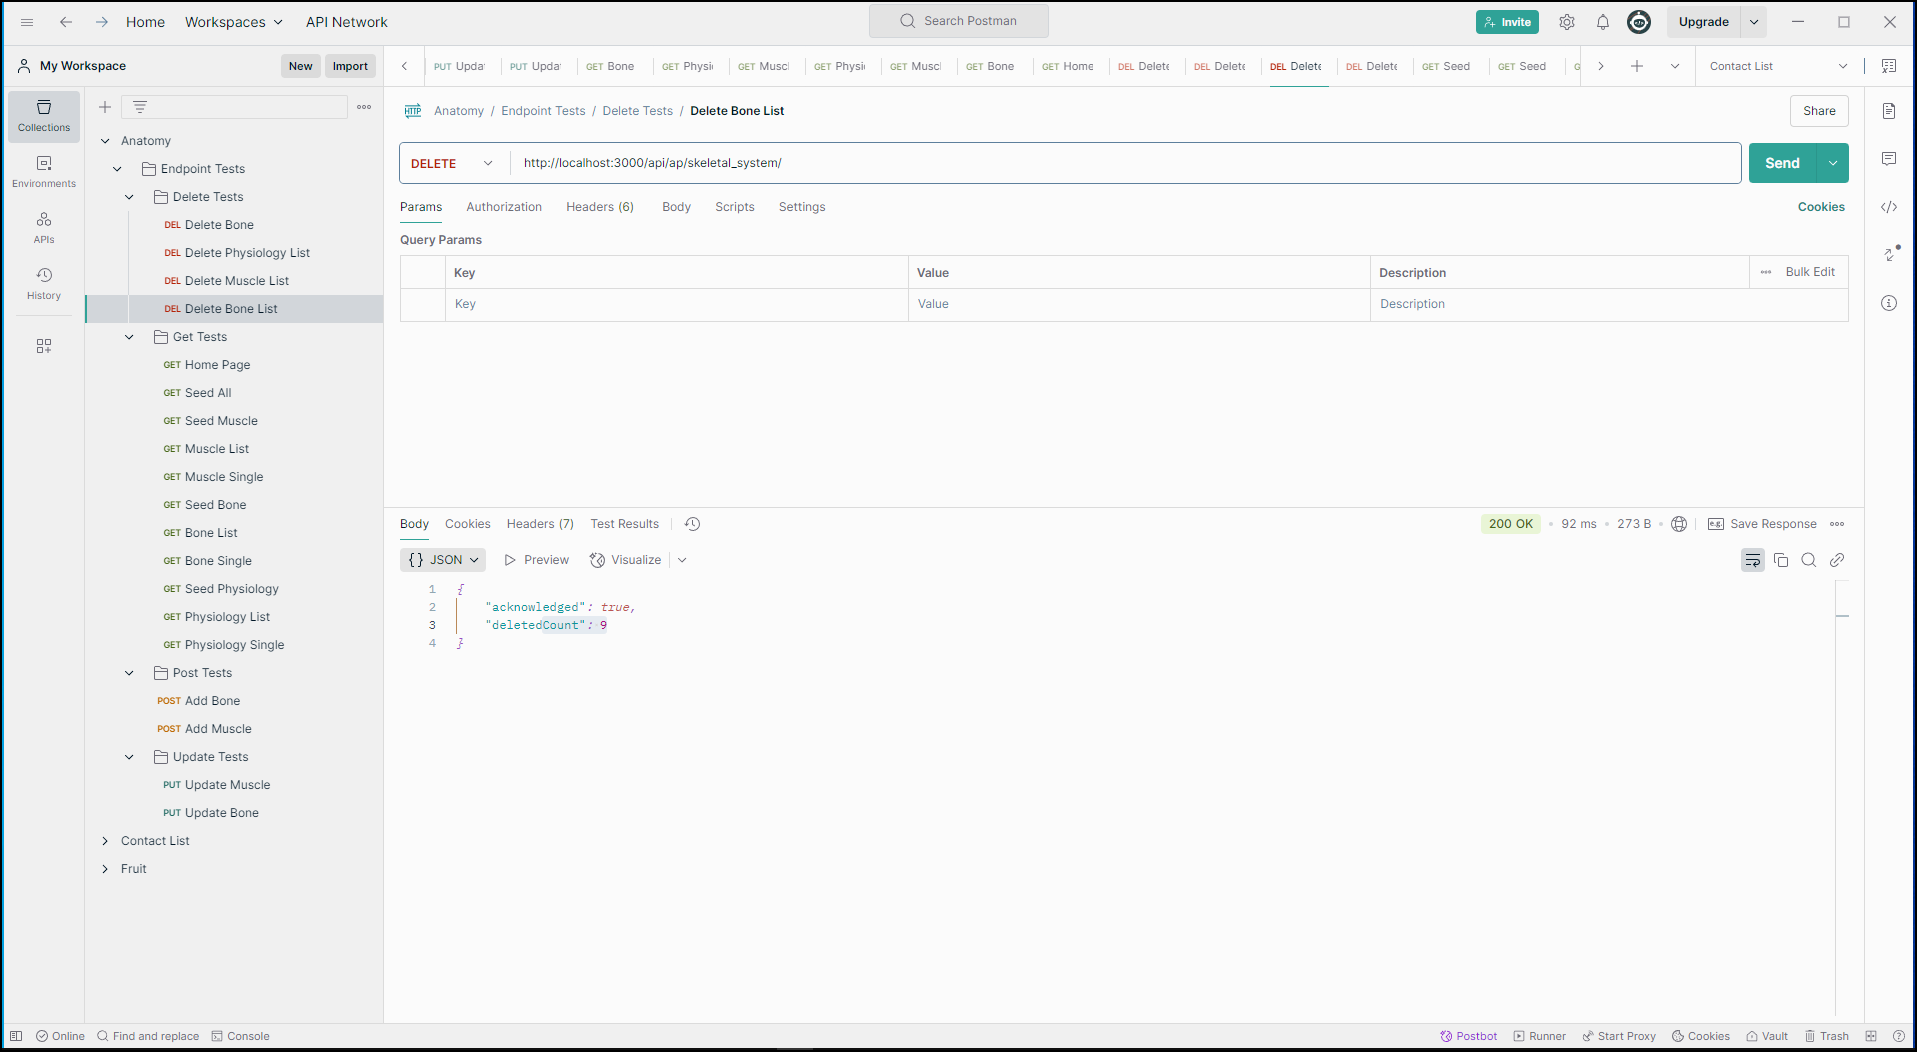 Home Workspaces API Network Search Postman Invite Upgrade
My Workspace New Import
PUT Upda PUT Upda GET Bone GET Physi GET Musc GET Physi GET Musc GET Bone GET Home DEL Delete DEL Delete DEL Delete DEL Delete GET Seed GET Seed G Contact List
Collections
Environments
APIs
History
Anatomy
Endpoint Tests
Delete Tests
DEL Delete Bone
DEL Delete Physiology List
DEL Delete Muscle List
DEL Delete Bone List
Get Tests
GET Home Page
GET Seed All
GET Seed Muscle
GET Muscle List
GET Muscle Single
GET Seed Bone
GET Bone List
GET Bone Single
GET Seed Physiology
GET Physiology List
GET Physiology Single
Post Tests
POST Add Bone
POST Add Muscle
Update Tests
PUT Update Muscle
PUT Update Bone
Contact List
Fruit
HTTP Anatomy / Endpoint Tests / Delete Tests / Delete Bone List Share
DELETE http://localhost:3000/api/ap/skeletal_system/ Send
Params Authorization Headers (6) Body Scripts Settings Cookies
Query Params
Key Value Description Bulk Edit
Key Value Description
Body Cookies Headers (7) Test Results 200 OK • 92 ms • 273 B • e.g. Save Response
{} JSON Preview Visualize
1 {
2 "acknowledged": true,
3 "deletedCount": 9
4 }
Online Find and replace Console Postbot Runner Start Proxy Cookies Vault Trash